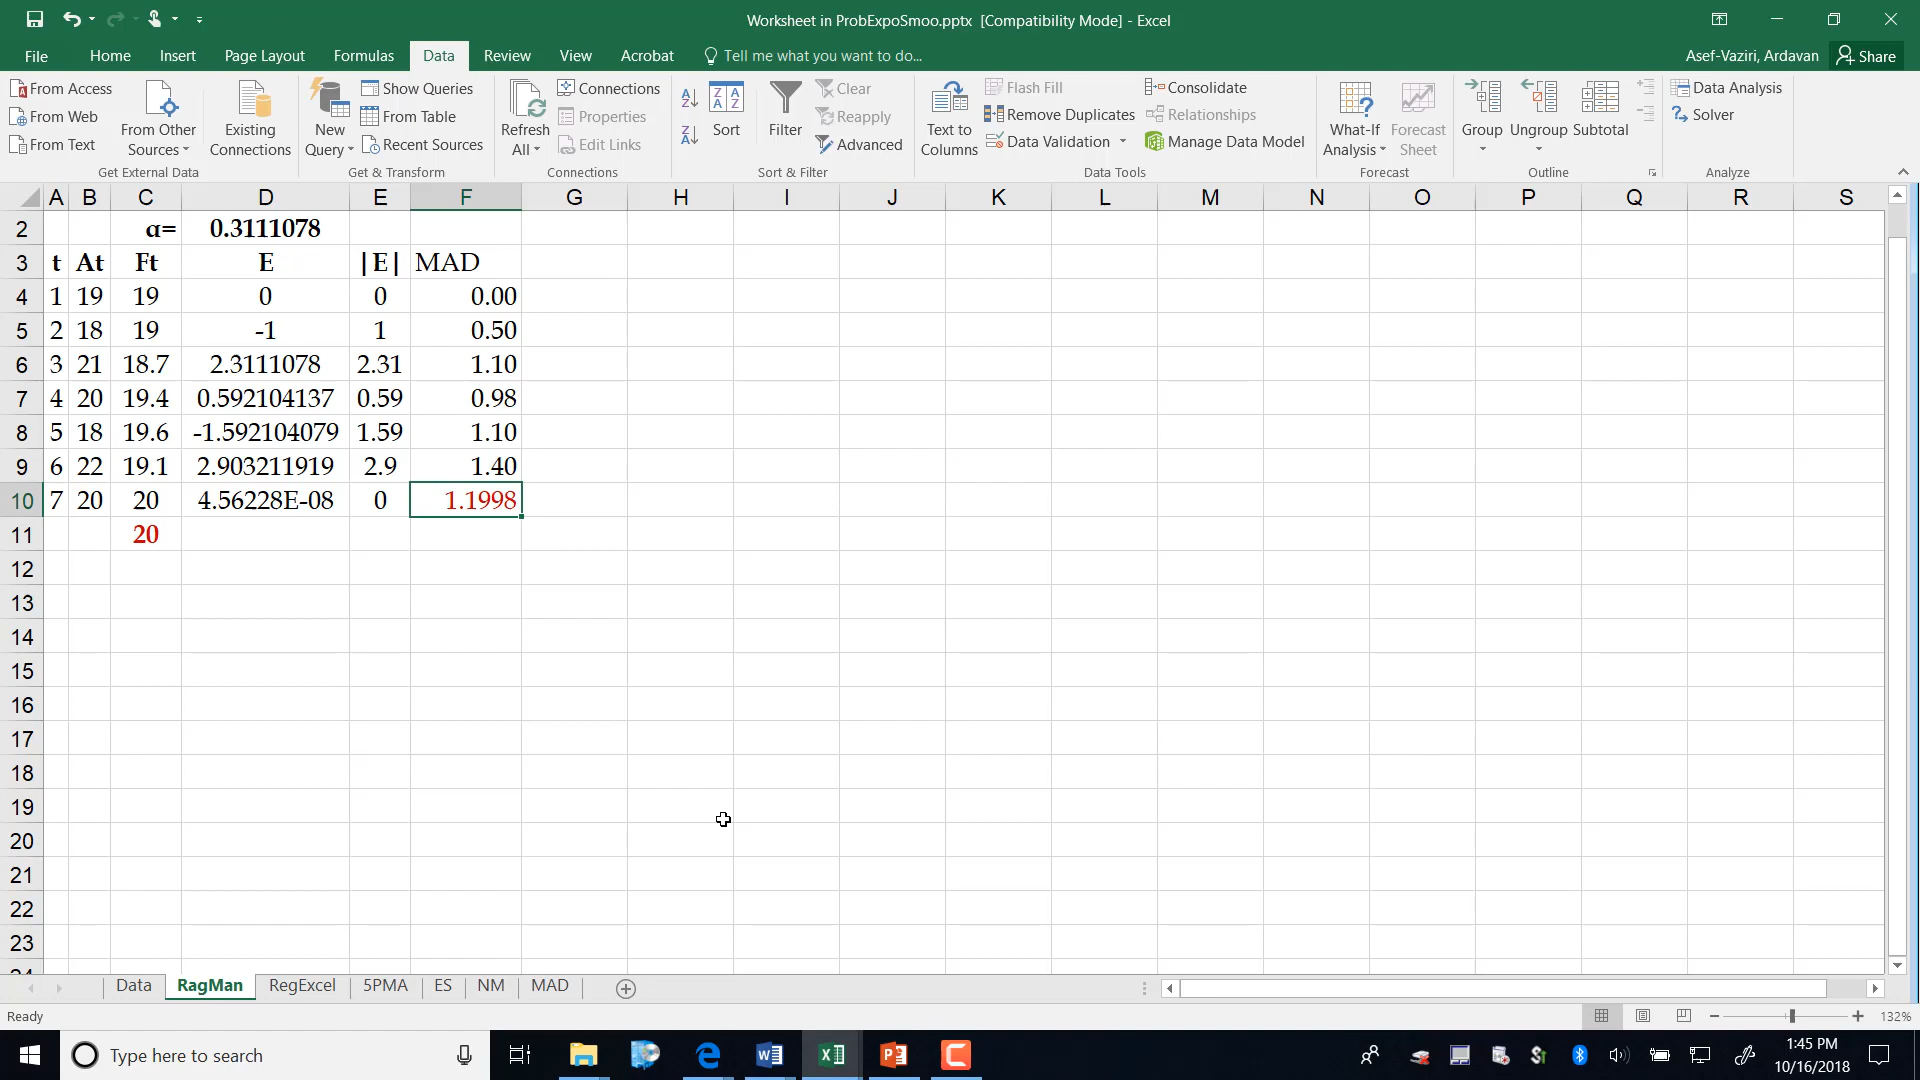 Worksheet in ProbExpoSmoo.pptx [Compatibility Mode] - Excel
File Home Insert Page Layout Formulas Data Review View Acrobat Tell me what you want to do... Asef-Vaziri, Ardavan Share
From Access
From Web
From Text
From Other Sources
Existing Connections
Get External Data
New Query
Show Queries
From Table
Recent Sources
Get & Transform
Refresh All
Connections
Properties
Edit Links
Connections
Sort
Filter
Clear
Reapply
Advanced
Sort & Filter
Text to Columns
Flash Fill
Remove Duplicates
Data Validation
Consolidate
Relationships
Manage Data Model
Data Tools
What-If Analysis
Forecast Sheet
Forecast
Group
Ungroup
Subtotal
Outline
Data Analysis
Solver
Analyze
A B C D E F G H I J K L M N O P Q R S
2 α= 0.3111078
3 t At Ft E |E| MAD
4 1 19 19 0 0 0.00
5 2 18 19 -1 1 0.50
6 3 21 18.7 2.3111078 2.31 1.10
7 4 20 19.4 0.592104137 0.59 0.98
8 5 18 19.6 -1.592104079 1.59 1.10
9 6 22 19.1 2.903211919 2.9 1.40
10 7 20 20 4.56228E-08 0 1.1998
11 20
12
13
14
15
16
17
18
19
20
21
22
23
24
Data RagMan RegExcel 5PMA ES NM MAD
Ready 132%
Type here to search
1:45 PM
10/16/2018